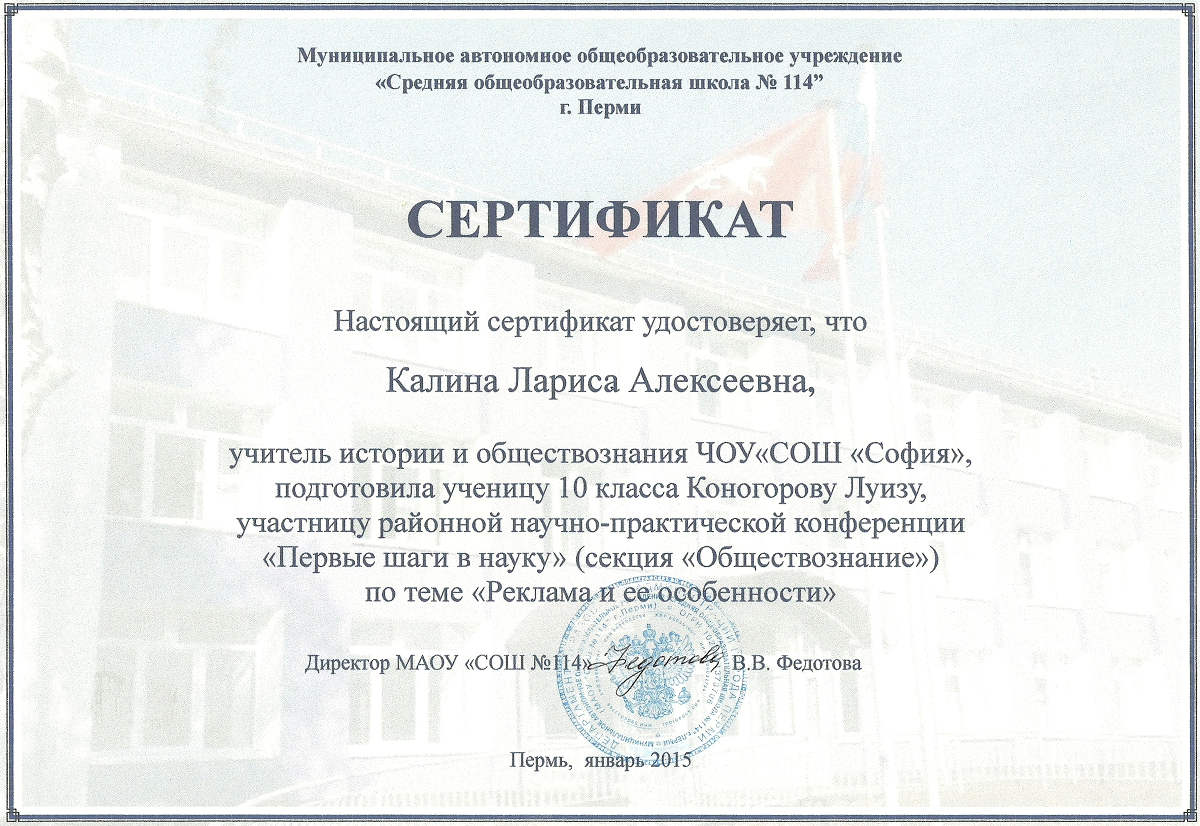 Муниципальное автономное общеобразовательное учреждение
«Средняя общеобразовательная школа № 114”
г. Перми
СЕРТИФИКАТ
Настоящий сертификат удостоверяет, что
Калина Лариса Алексеевна,
учитель истории и обществознания ЧОУ«СОШ «София»,
подготовила ученицу 10 класса Коногорову Луизу,
участницу районной научно-практической конференции
«Первые шаги в науку» (секция «Обществознание»)
по теме «Реклама и ее особенности»
Директор МАОУ «СОШ №114» Федотова В.В. Федотова
Пермь, январь 2015